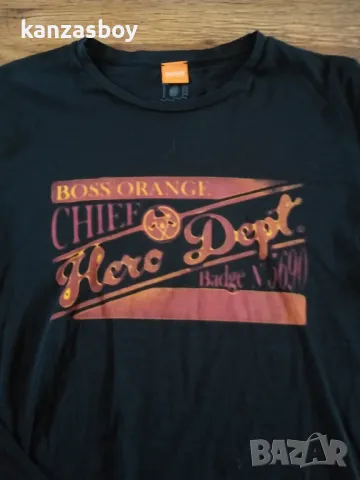 kanzasboy
BOSS ORANGE
CHIEF
Hero Dept.
Badge N 5690
BAZAR